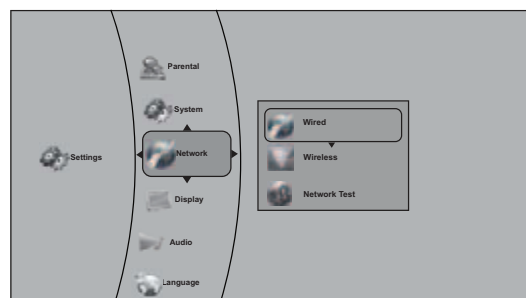 Settings
Parental
System
Network
Display
Audio
Language
Wired
Wireless
Network Test